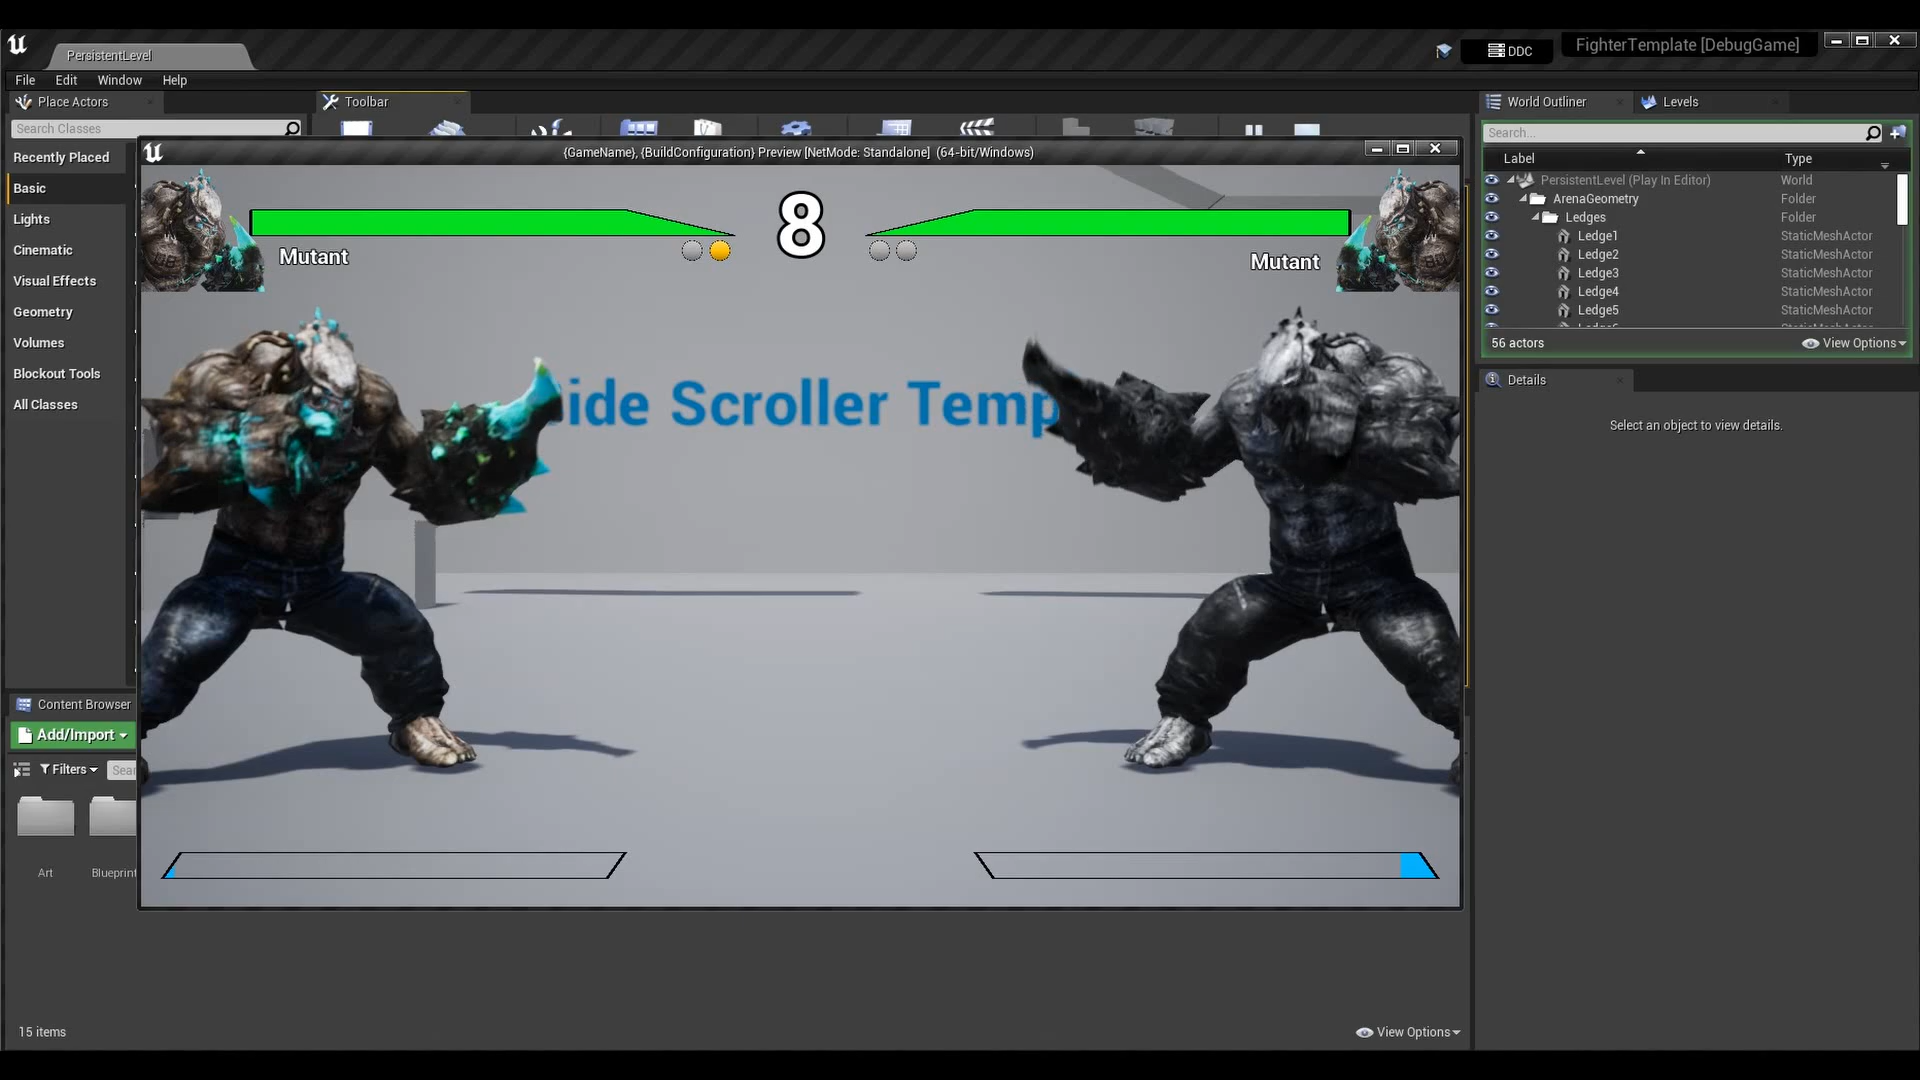 PersistentLevel
DDC
FighterTemplate [DebugGame]
File Edit Window Help
Place Actors
Toolbar
World Outliner
Levels
Search Classes
Search...
Recently Placed
{GameName}, {BuildConfiguration} Preview [NetMode: Standalone] (64-bit/Windows)
Label Type
Basic
PersistentLevel (Play In Editor) World
ArenaGeometry Folder
Lights
Ledges Folder
8
Ledge1 StaticMeshActor
Cinematic
Mutant
Mutant
Ledge2 StaticMeshActor
Visual Effects
Ledge3 StaticMeshActor
Ledge4 StaticMeshActor
Geometry
Ledge5 StaticMeshActor
Volumes
56 actors
View Options
Blockout Tools
Details
All Classes
ide Scroller Temp
Select an object to view details.
Content Browser
Add/Import
Filters
Sear
Art
Blueprint
15 items
View Options